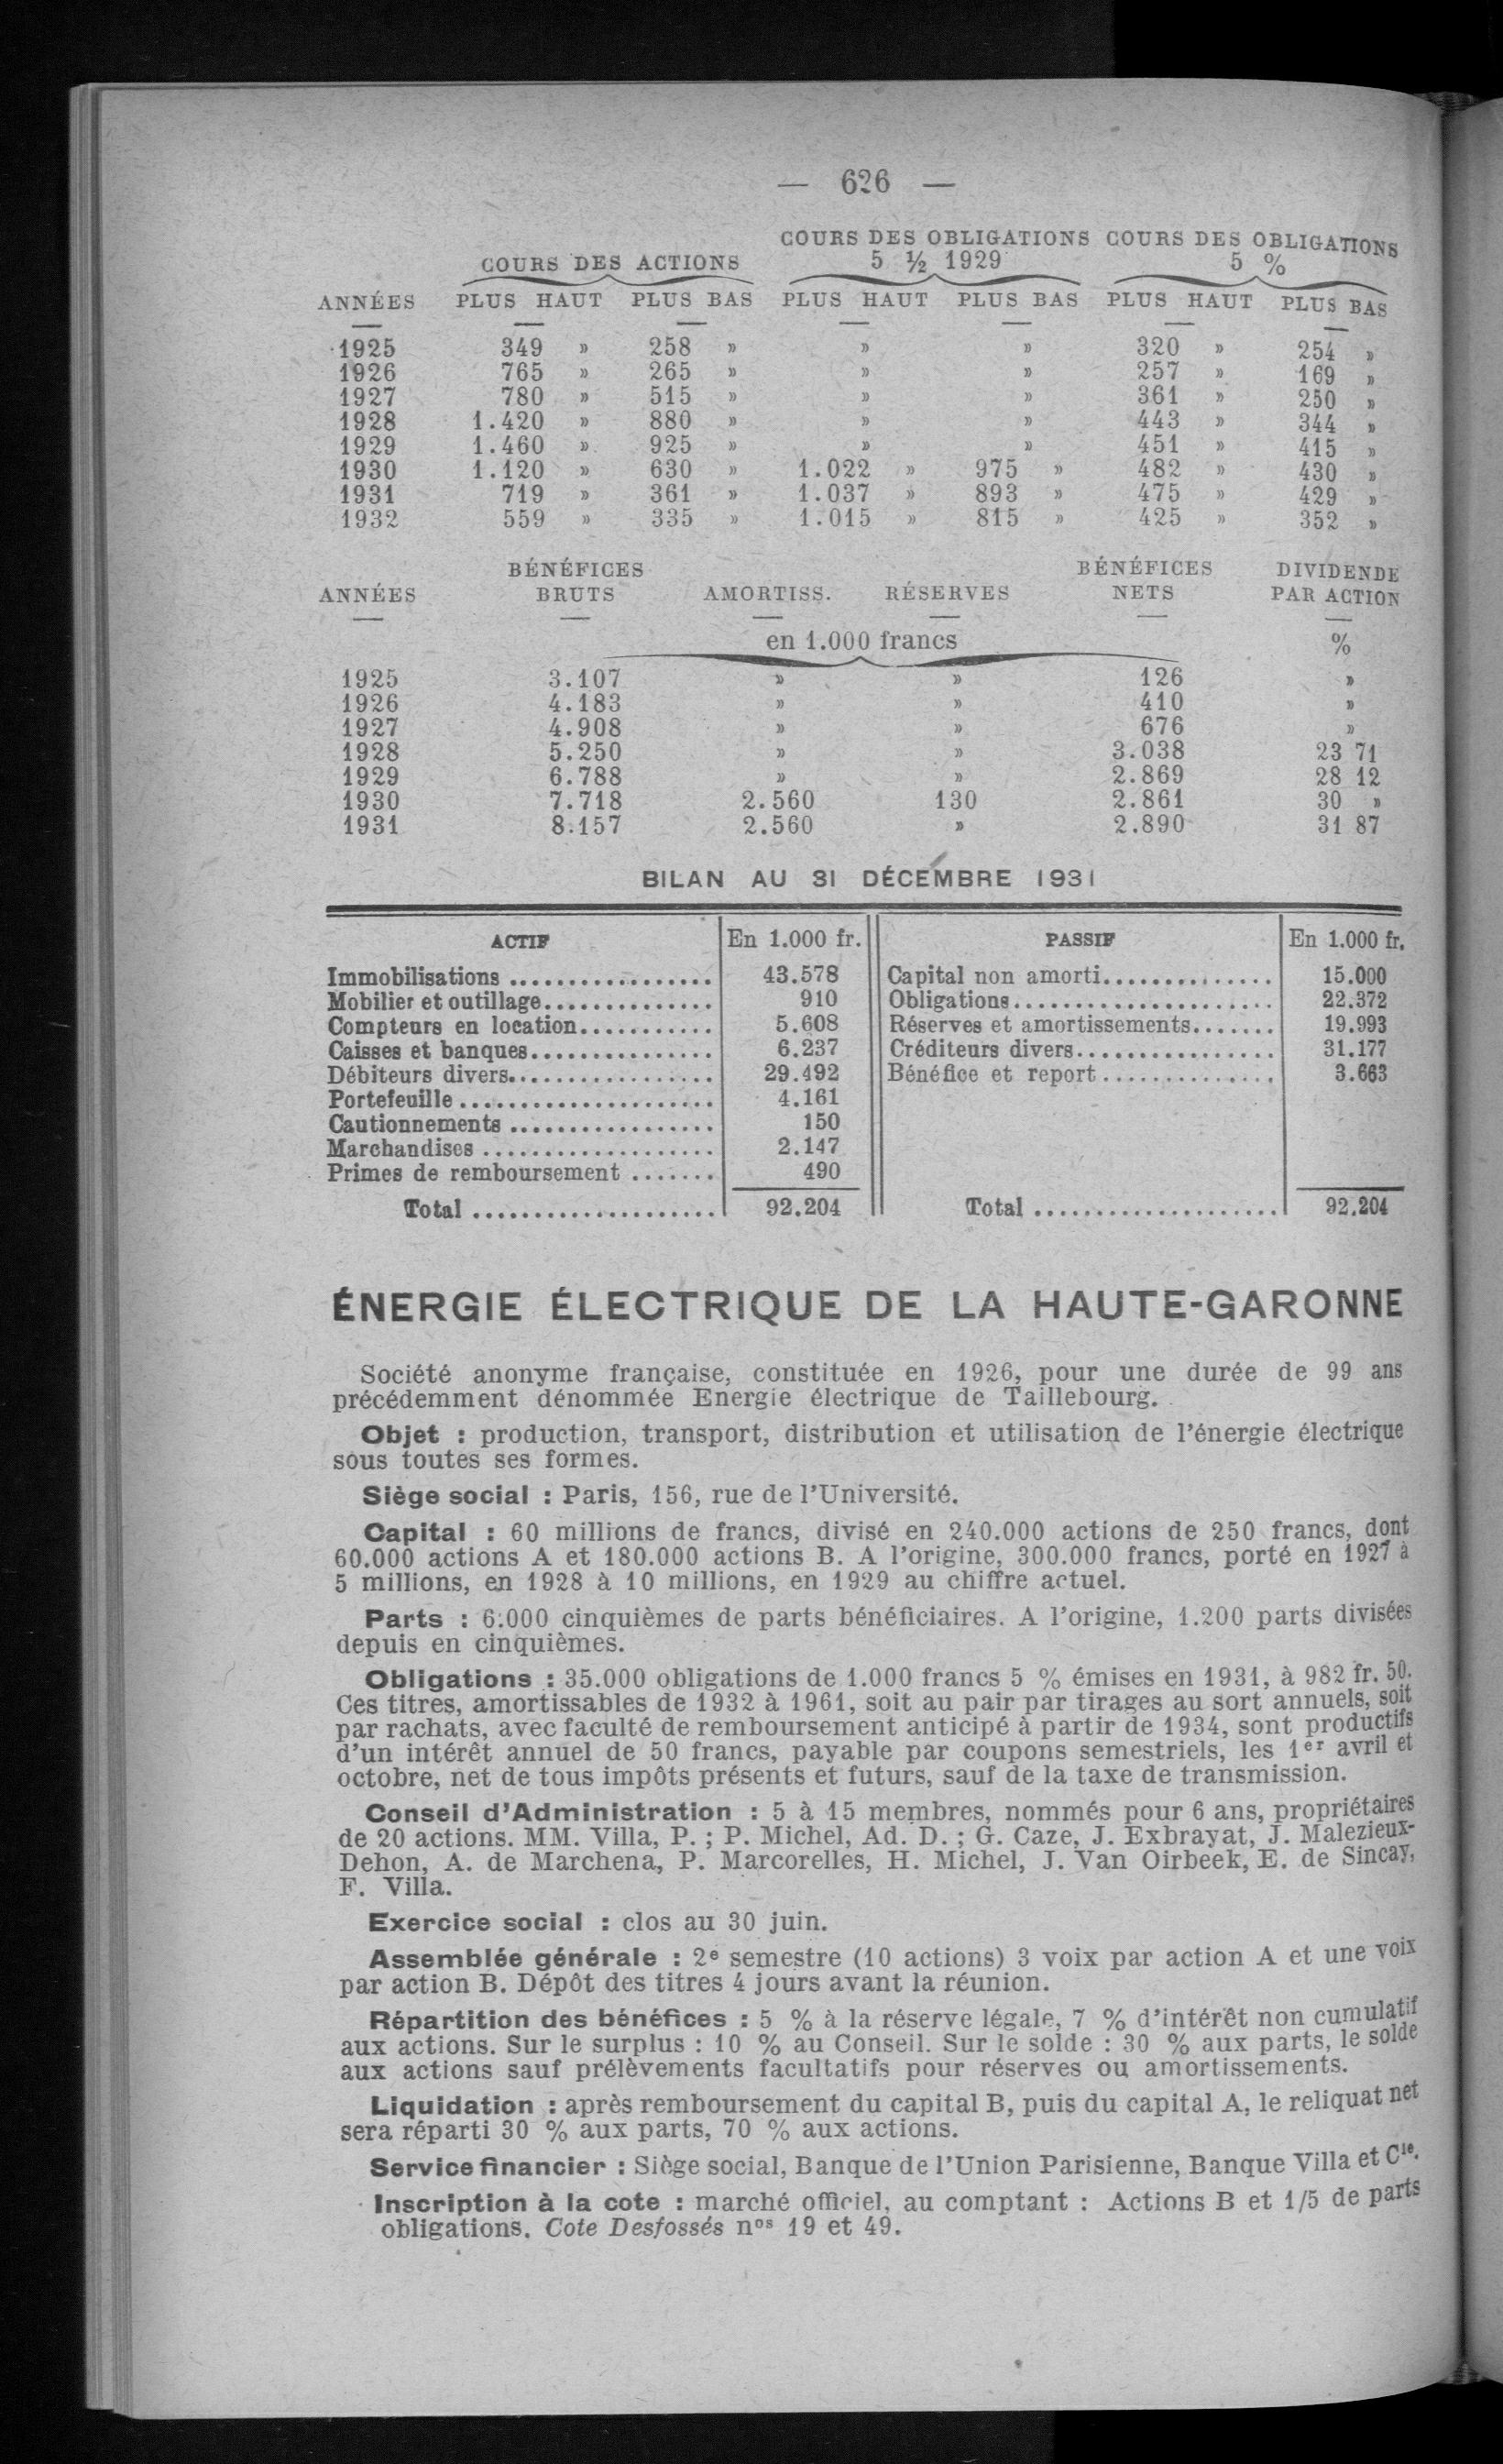 — 626 —
COURS DES ACTIONS COURS DES OBLIGATIONS 5 ½ 1929 COURS DES OBLIGATIONS 5 %
ANNÉES PLUS HAUT PLUS BAS PLUS HAUT PLUS BAS PLUS HAUT PLUS BAS
1925 349 » 258 » » » 320 » 254 »
1926 765 » 265 » » » 257 » 169 »
1927 780 » 515 » » » 361 » 250 »
1928 1.420 » 880 » » » 443 » 344 »
1929 1.460 » 925 » » » 451 » 415 »
1930 1.120 » 630 » 1.022 » 975 » 482 » 430 »
1931 719 » 361 » 1.037 » 893 » 475 » 429 »
1932 559 » 335 » 1.015 » 815 » 425 » 352 »
ANNÉES BÉNÉFICES BRUTS AMORTISS. RÉSERVES BÉNÉFICES NETS DIVIDENDE PAR ACTION
en 1.000 francs %
1925 3.107 » » 126 »
1926 4.183 » » 410 »
1927 4.908 » » 676 »
1928 5.250 » » 3.038 23 71
1929 6.788 » » 2.869 28 12
1930 7.718 2.560 130 2.861 30 »
1931 8.157 2.560 » 2.890 31 87
BILAN AU 31 DÉCEMBRE 1931
ACTIF En 1.000 fr. PASSIF En 1.000 fr.
Immobilisations ................. 43.578 Capital non amorti.............. 15.000
Mobilier et outillage.............. 910 Obligations...................... 22.372
Compteurs en location........... 5.608 Réserves et amortissements....... 19.993
Caisses et banques............... 6.237 Créditeurs divers................. 31.177
Débiteurs divers................. 29.492 Bénéfice et report............... 3.663
Portefeuille ..................... 4.161
Cautionnements ................. 150
Marchandises ................... 2.147
Primes de remboursement ....... 490
Total .................... 92.204 Total .................... 92.204
ÉNERGIE ÉLECTRIQUE DE LA HAUTE-GARONNE
Société anonyme française, constituée en 1926, pour une durée de 99 ans
précédemment dénommée Energie électrique de Taillebourg.
Objet : production, transport, distribution et utilisation de l'énergie électrique
sous toutes ses formes.
Siège social : Paris, 156, rue de l'Université.
Capital : 60 millions de francs, divisé en 240.000 actions de 250 francs, dont
60.000 actions A et 180.000 actions B. A l'origine, 300.000 francs, porté en 1927 à
5 millions, en 1928 à 10 millions, en 1929 au chiffre actuel.
Parts : 6.000 cinquièmes de parts bénéficiaires. A l'origine, 1.200 parts divisées
depuis en cinquièmes.
Obligations : 35.000 obligations de 1.000 francs 5 % émises en 1931, à 982 fr. 50.
Ces titres, amortissables de 1932 à 1961, soit au pair par tirages au sort annuels, soit
par rachats, avec faculté de remboursement anticipé à partir de 1934, sont productifs
d'un intérêt annuel de 50 francs, payable par coupons semestriels, les 1er avril et
octobre, net de tous impôts présents et futurs, sauf de la taxe de transmission.
Conseil d'Administration : 5 à 15 membres, nommés pour 6 ans, propriétaires
de 20 actions. MM. Villa, P. ; P. Michel, Ad. D. ; G. Caze, J. Exbrayat, J. Malezieux-
Dehon, A. de Marchena, P. Marcorelles, H. Michel, J. Van Oirbeek, E. de Sincay,
F. Villa.
Exercice social : clos au 30 juin.
Assemblée générale : 2e semestre (10 actions) 3 voix par action A et une voix
par action B. Dépôt des titres 4 jours avant la réunion.
Répartition des bénéfices : 5 % à la réserve légale, 7 % d'intérêt non cumulatif
aux actions. Sur le surplus : 10 % au Conseil. Sur le solde : 30 % aux parts, le solde
aux actions sauf prélèvements facultatifs pour réserves ou amortissements.
Liquidation : après remboursement du capital B, puis du capital A, le reliquat net
sera réparti 30 % aux parts, 70 % aux actions.
Service financier : Siège social, Banque de l'Union Parisienne, Banque Villa et Cie.
Inscription à la cote : marché officiel, au comptant : Actions B et 1/5 de parts
obligations. Cote Desfossés nos 19 et 49.